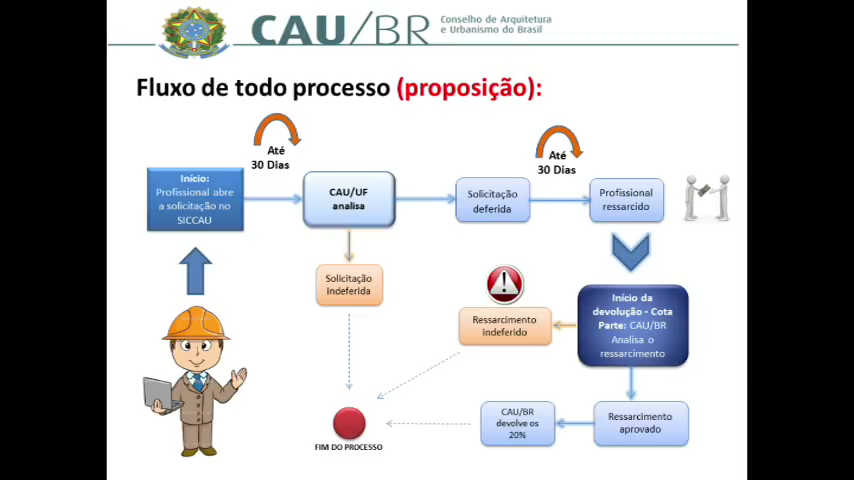 CAU/BR
Conselho de Arquitetura
e Urbanismo do Brasil
Fluxo de todo processo (proposição):
Até
30 Dias
Até
30 Dias
Início:
Profissional abre
a solicitação no
SICCAU
CAU/UF
analisa
Solicitação
deferida
Profissional
ressarcido
Solicitação
indeferida
Ressarcimento
indeferido
Início da
devolução - Cota
Parte: CAU/BR
Analisa o
ressarcimento
CAU/BR
devolve os
20%
Ressarcimento
aprovado
FIM DO PROCESSO